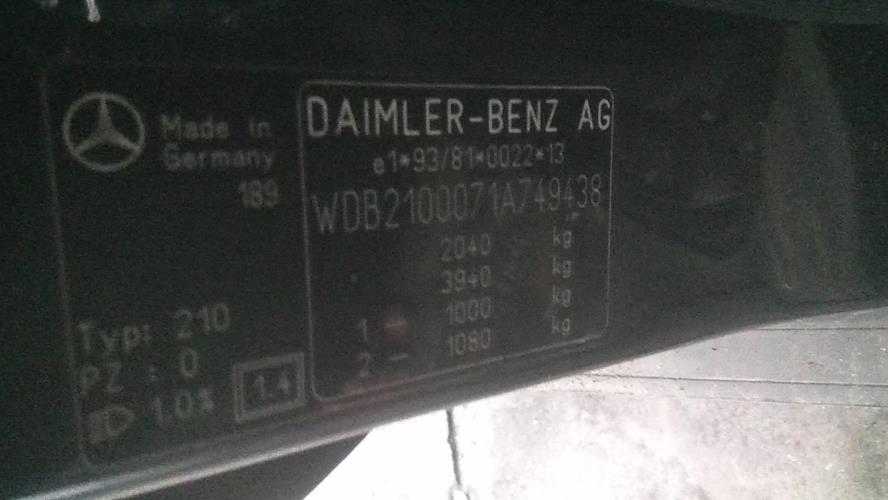 Made in
Germany
189
Typ: 210
PZ : 0
1.0%
1.4
DAIMLER-BENZ AG
e1*93/81*0022*13
WDB2100071A749438
2040 kg
3940 kg
1 – 1000 kg
2 – 1080 kg